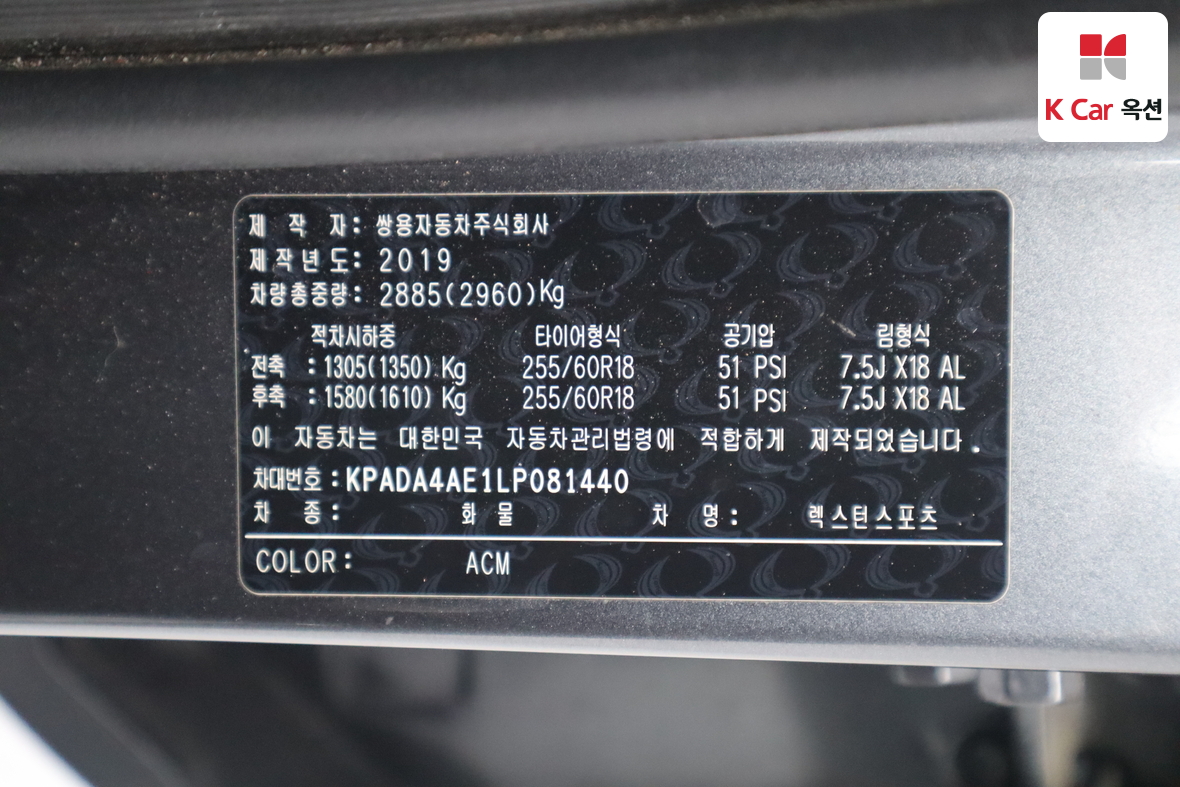 K Car 옥션
제 작 자: 쌍용자동차주식회사
제 작 년 도: 2019
차량총중량: 2885(2960)Kg
적차시하중 타이어형식 공기압 림형식
전축 : 1305(1350) Kg 255/60R18 51 PSI 7.5J X18 AL
후축 : 1580(1610) Kg 255/60R18 51 PSI 7.5J X18 AL
이 자동차는 대한민국 자동차관리법령에 적합하게 제작되었습니다.
차대번호 : KPADA4AE1LP081440
차 종: 화 물 차 명: 렉스턴스포츠
COLOR: ACM